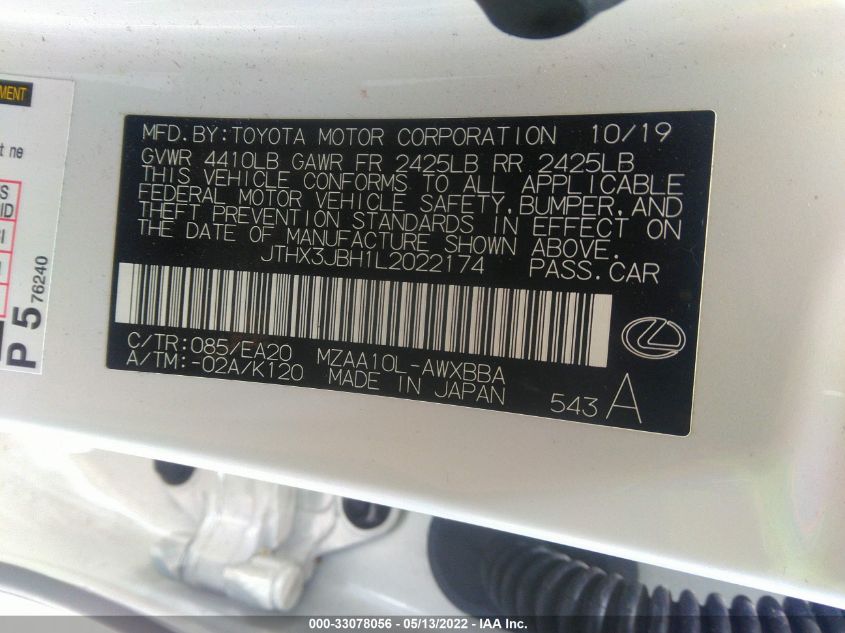 MENT
t ne
S
ID
P 5 76240
MFD.BY:TOYOTA MOTOR CORPORATION 10/19
GVWR 4410LB GAWR FR 2425LB RR 2425LB
THIS VEHICLE CONFORMS TO ALL APPLICABLE
FEDERAL MOTOR VEHICLE SAFETY,BUMPER,AND
THEFT PREVENTION STANDARDS IN EFFECT ON
THE DATE OF MANUFACTURE SHOWN ABOVE.
JTHX3JBH1L2022174 PASS.CAR
C/TR:085/EA20 MZAA10L-AWXBBA
A/TM:-02A/K120 MADE IN JAPAN
543 A
000-33078056 - 05/13/2022 - IAA Inc.